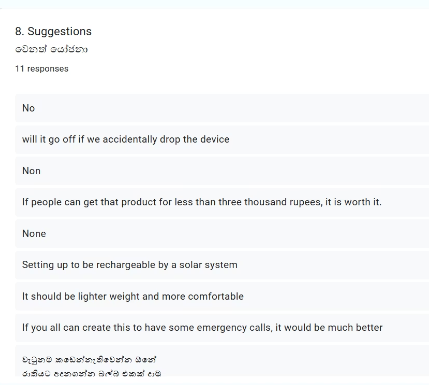 8. Suggestions
වෙනත් යෝජනා
11 responses
No
will it go off if we accidentally drop the device
Non
If people can get that product for less than three thousand rupees, it is worth it.
None
Setting up to be rechargeable by a solar system
It should be lighter weight and more comfortable
If you all can create this to have some emergency calls, it would be much better
වැටුනම කඩෙන්නැතිවෙන්න ඕනේ